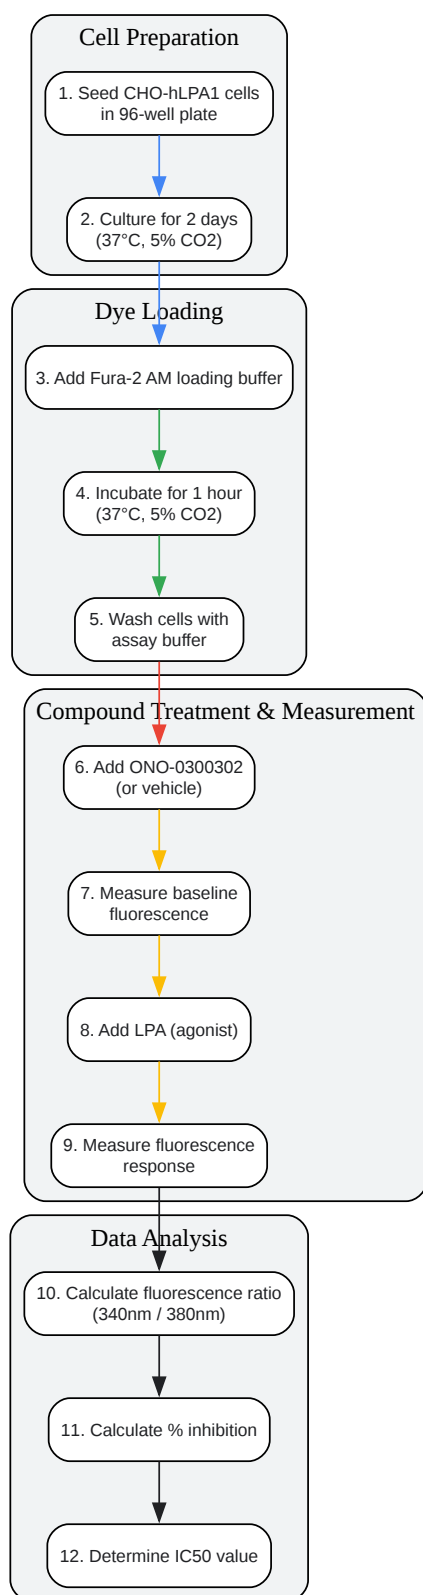 Cell Preparation
1. Seed CHO-hLPA1 cells
in 96-well plate
2. Culture for 2 days
(37°C, 5% CO2)
Dye Loading
3. Add Fura-2 AM loading buffer
4. Incubate for 1 hour
(37°C, 5% CO2)
5. Wash cells with
assay buffer
Compound Treatment & Measurement
6. Add ONO-0300302
(or vehicle)
7. Measure baseline
fluorescence
8. Add LPA (agonist)
9. Measure fluorescence
response
Data Analysis
10. Calculate fluorescence ratio
(340nm / 380nm)
11. Calculate % inhibition
12. Determine IC50 value